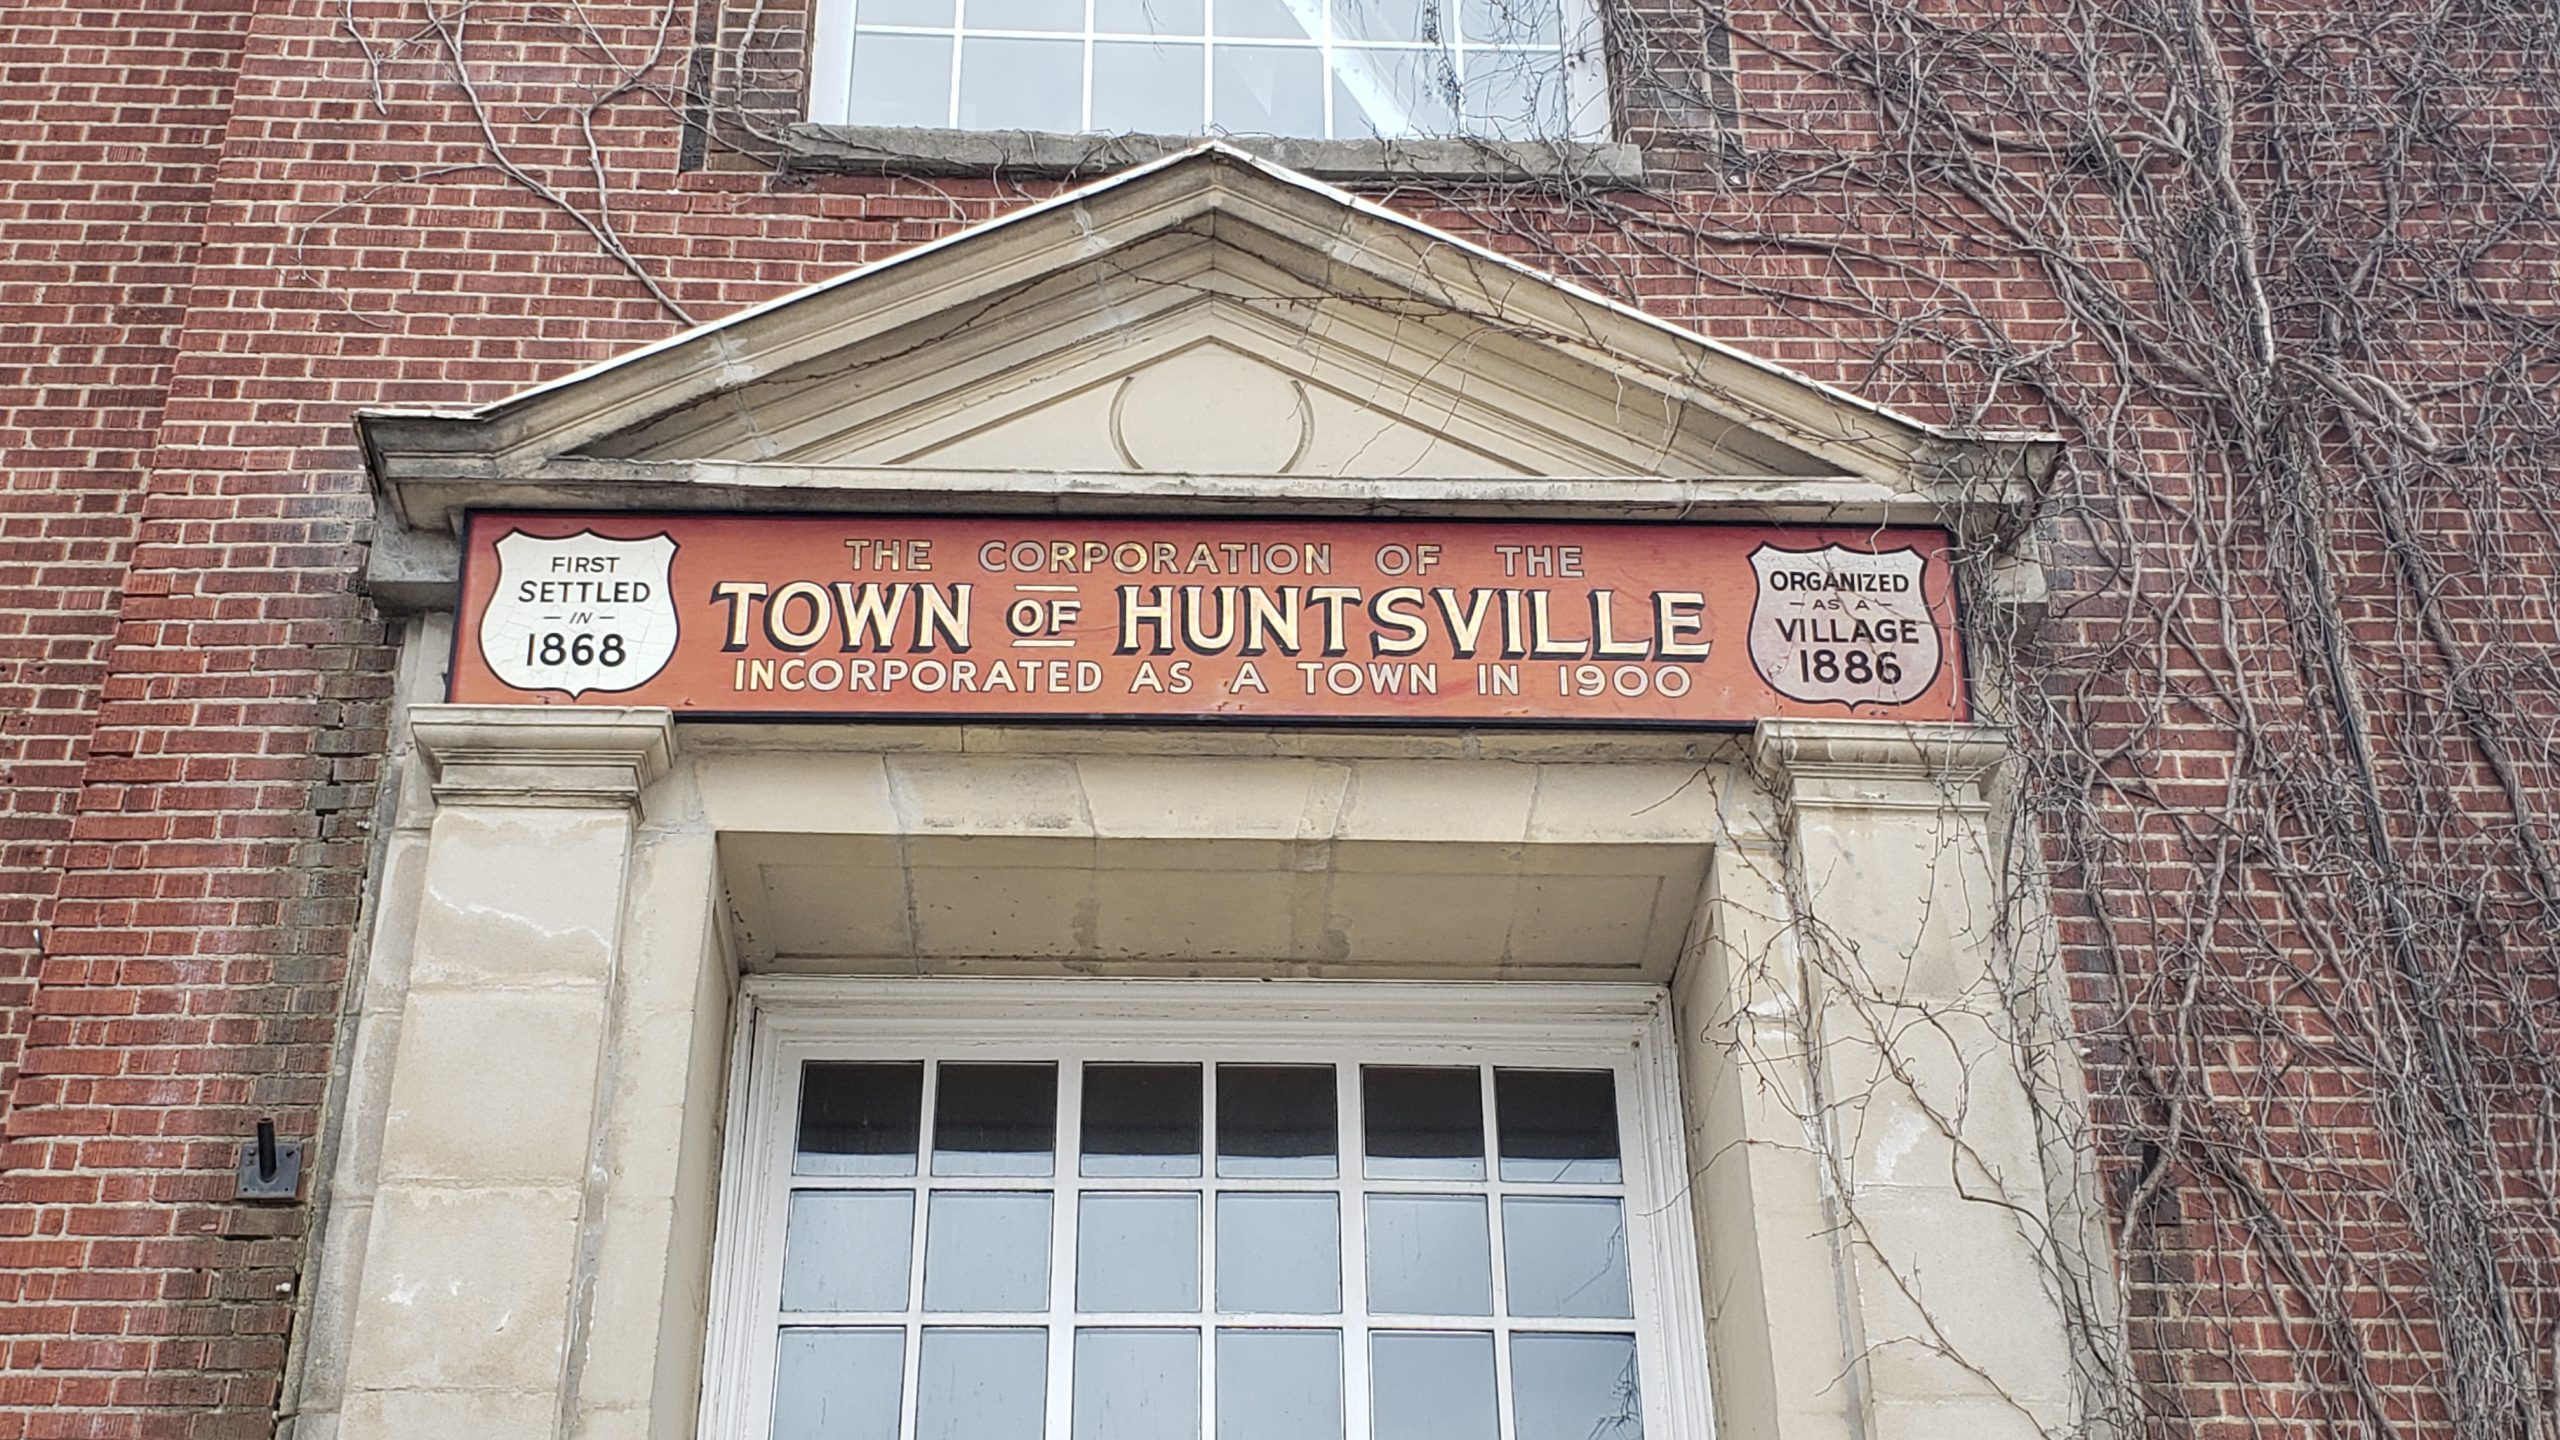 FIRST
SETTLED
- IN -
1868
THE CORPORATION OF THE
TOWN OF HUNTSVILLE
INCORPORATED AS A TOWN IN 1900
ORGANIZED
- AS A -
VILLAGE
1886